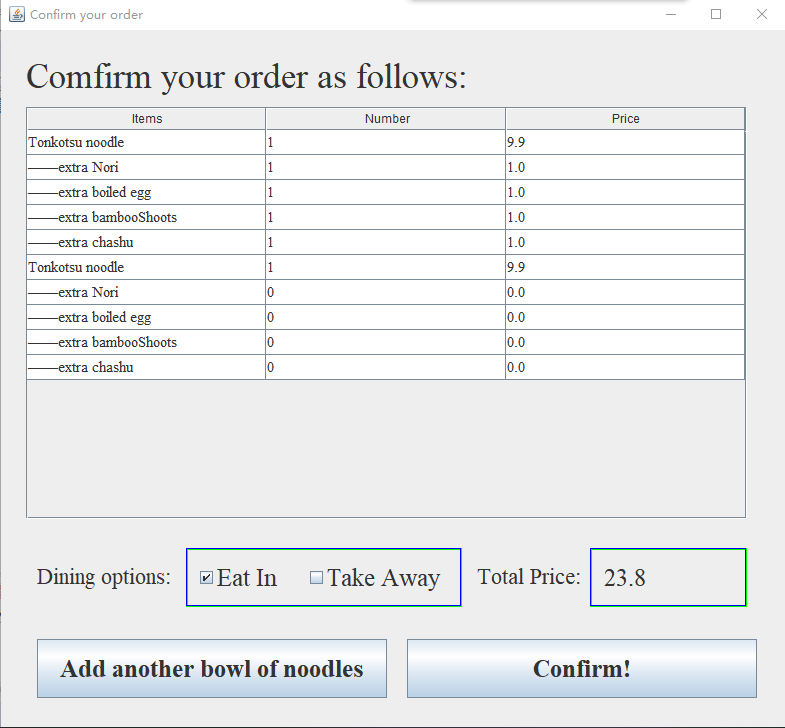 Confirm your order
Comfirm your order as follows:
Items Number Price
Tonkotsu noodle 1 9.9
——extra Nori 1 1.0
——extra boiled egg 1 1.0
——extra bambooShoots 1 1.0
——extra chashu 1 1.0
Tonkotsu noodle 1 9.9
——extra Nori 0 0.0
——extra boiled egg 0 0.0
——extra bambooShoots 0 0.0
——extra chashu 0 0.0
Dining options: Eat In Take Away Total Price: 23.8
Add another bowl of noodles Confirm!